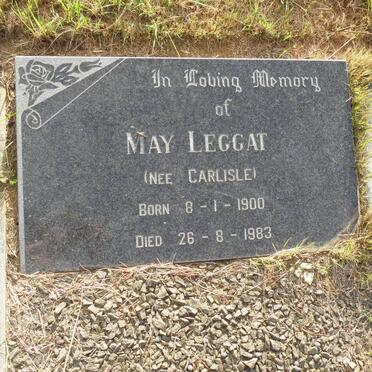 In Loving Memory
of
MAY LEGGAT
(NEE CARLISLE)
BORN 8-1-1900
DIED 26-8-1983